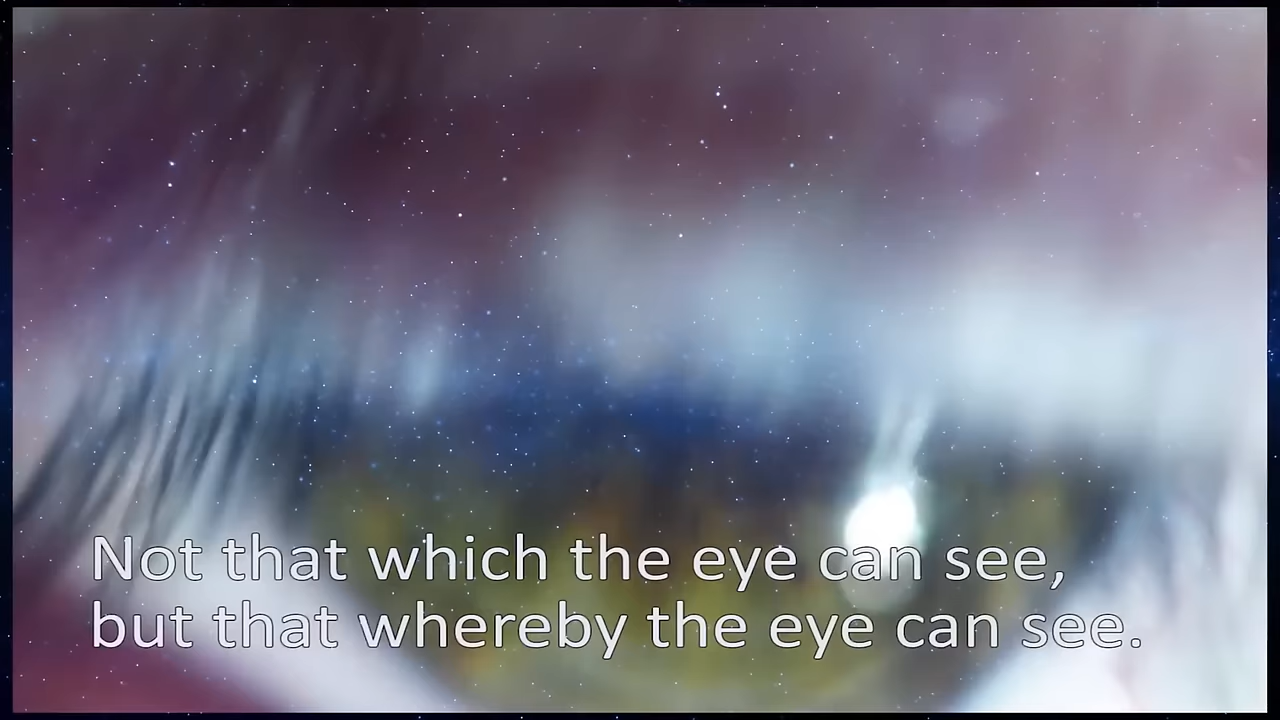 Not that which the eye can see,
but that whereby the eye can see.